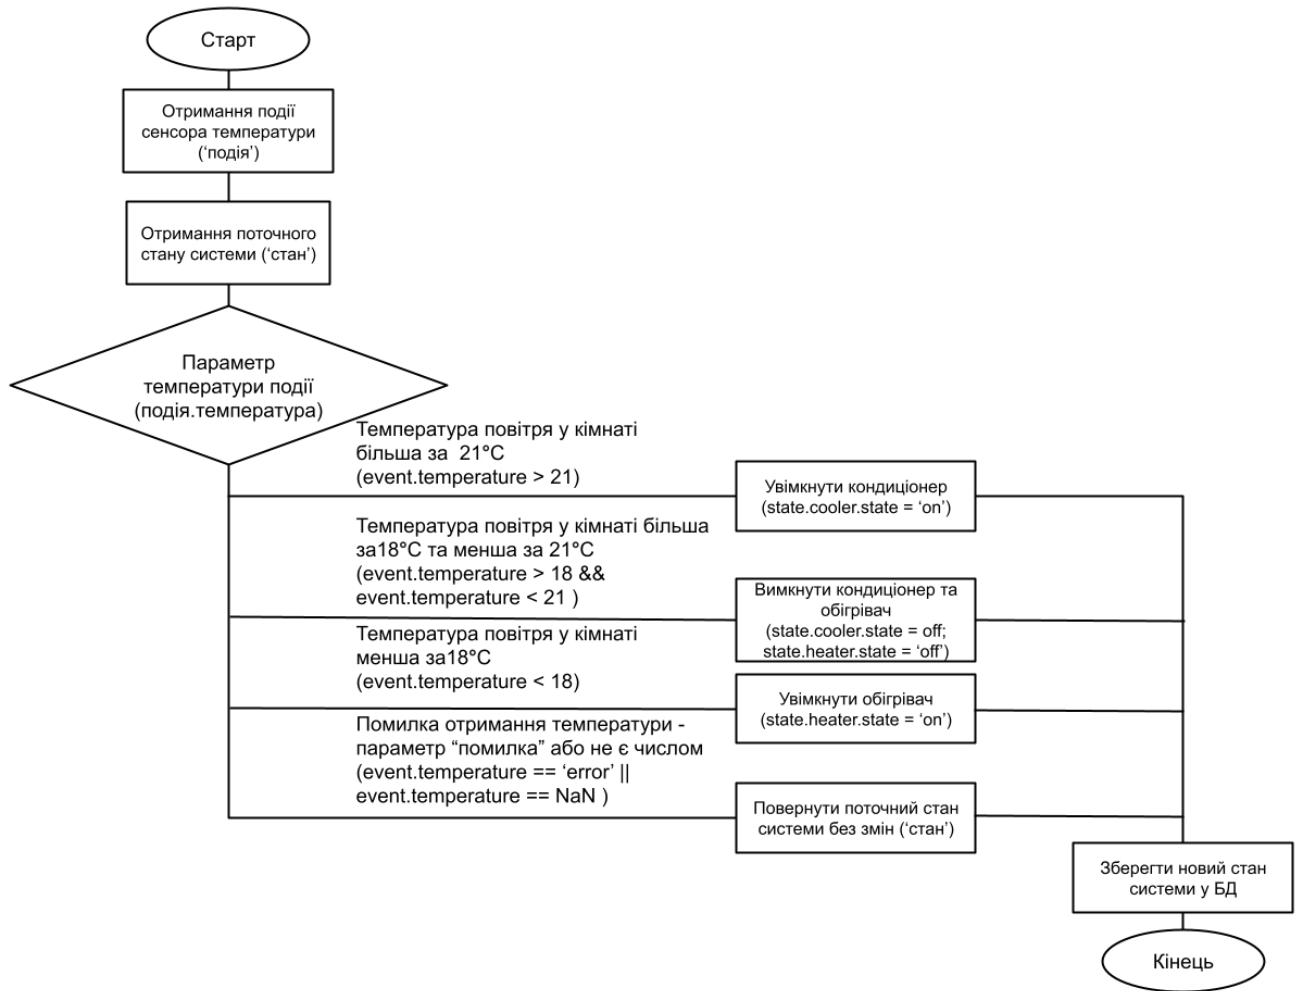 Старт
Отримання події
сенсора температури
(‘подія’)
Отримання поточного
стану системи (‘стан’)
Параметр
температури події
(подія.температура)
Температура повітря у кімнаті
більша за  21°C
(event.temperature > 21)
Увімкнути кондиціонер
(state.cooler.state = ‘on’)
Температура повітря у кімнаті більша
за18°C та менша за 21°C
(event.temperature > 18 &&
event.temperature < 21 )
Вимкнути кондиціонер та
обігрівач
(state.cooler.state = off;
state.heater.state = ‘off’)
Температура повітря у кімнаті
менша за18°C
(event.temperature < 18)
Увімкнути обігрівач
(state.heater.state = ‘on’)
Помилка отримання температури -
параметр “помилка” або не є числом
(event.temperature == ‘error’ ||
event.temperature == NaN )
Повернути поточний стан
системи без змін (‘стан’)
Зберегти новий стан
системи у БД
Кінець